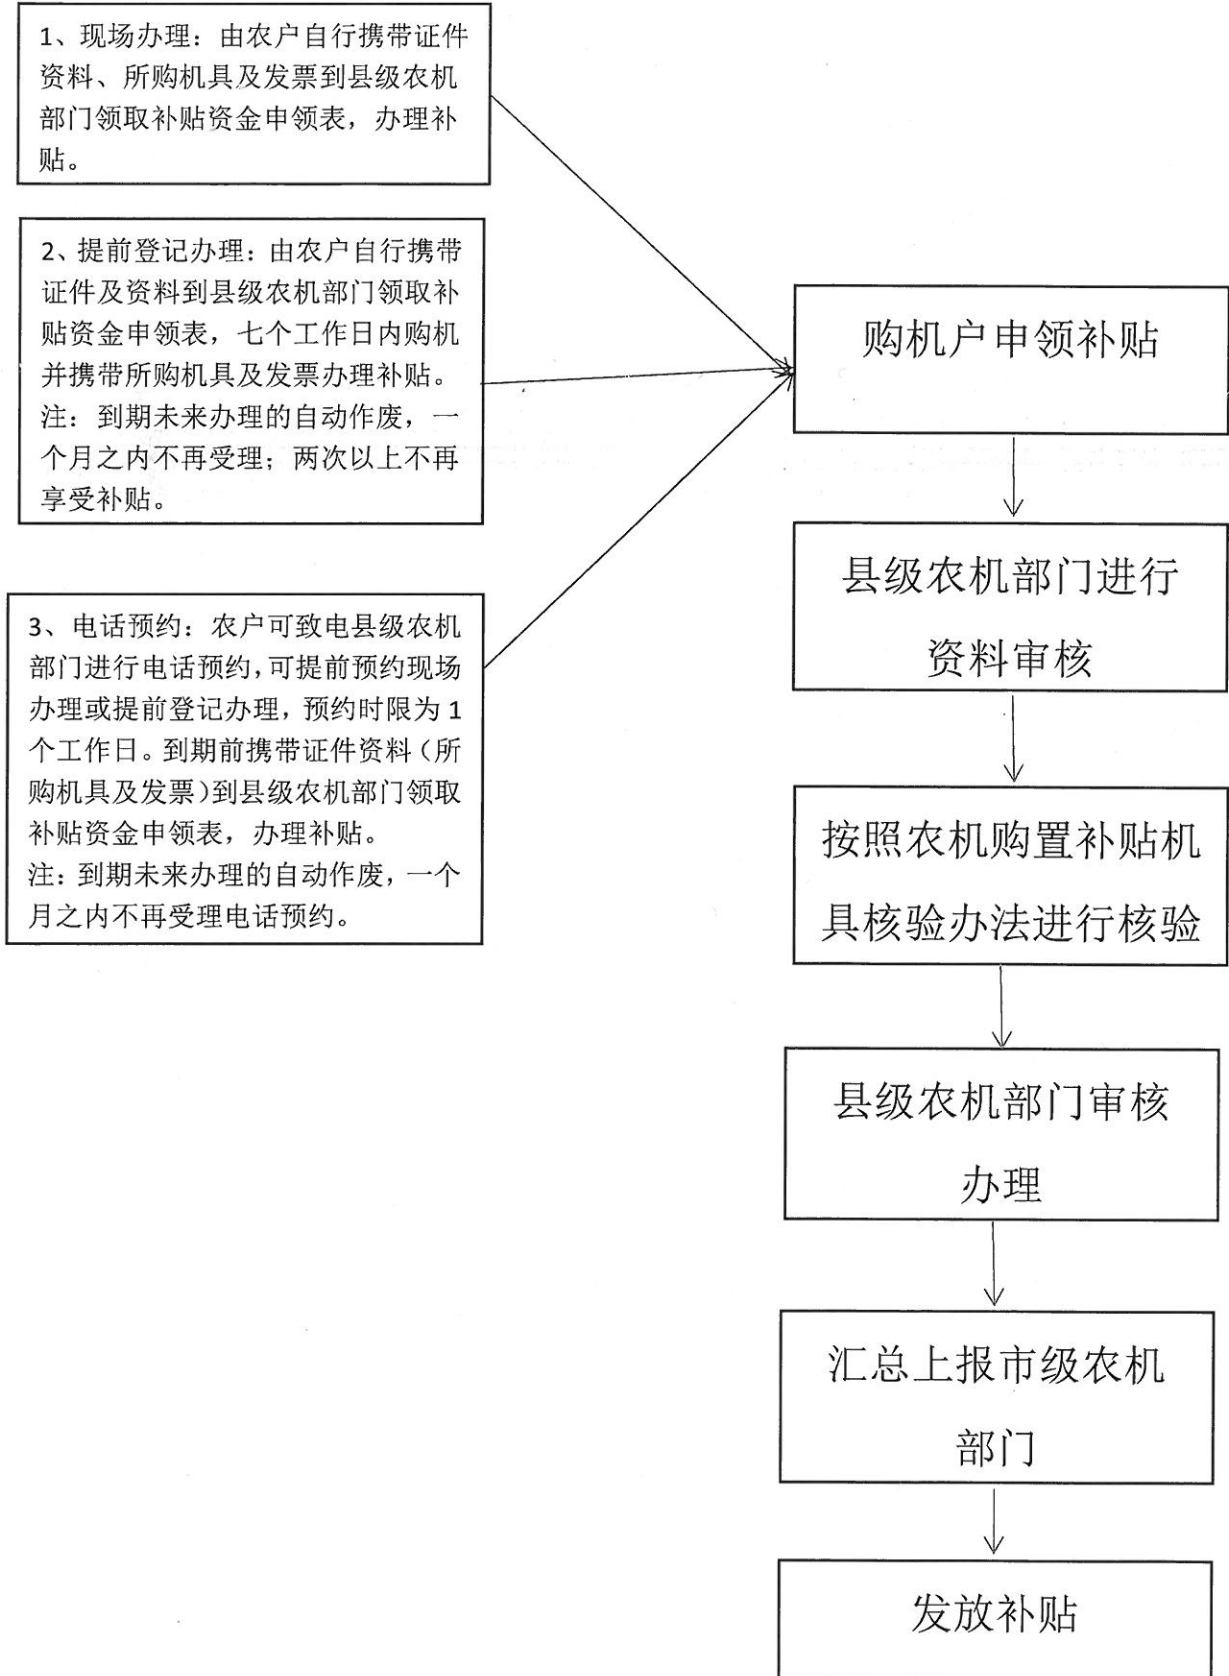 1、现场办理：由农户自行携带证件
资料、所购机具及发票到县级农机
部门领取补贴资金申领表，办理补
贴。
2、提前登记办理：由农户自行携带
证件及资料到县级农机部门领取补
贴资金申领表，七个工作日内购机
并携带所购机具及发票办理补贴。
注：到期未来办理的自动作废，一
个月之内不再受理；两次以上不再
享受补贴。
3、电话预约：农户可致电县级农机
部门进行电话预约，可提前预约现场
办理或提前登记办理，预约时限为1
个工作日。到期前携带证件资料（所
购机具及发票）到县级农机部门领取
补贴资金申领表，办理补贴。
注：到期未来办理的自动作废，一个
月之内不再受理电话预约。
购机户申领补贴
县级农机部门进行
资料审核
按照农机购置补贴机
具核验办法进行核验
县级农机部门审核
办理
汇总上报市级农机
部门
发放补贴